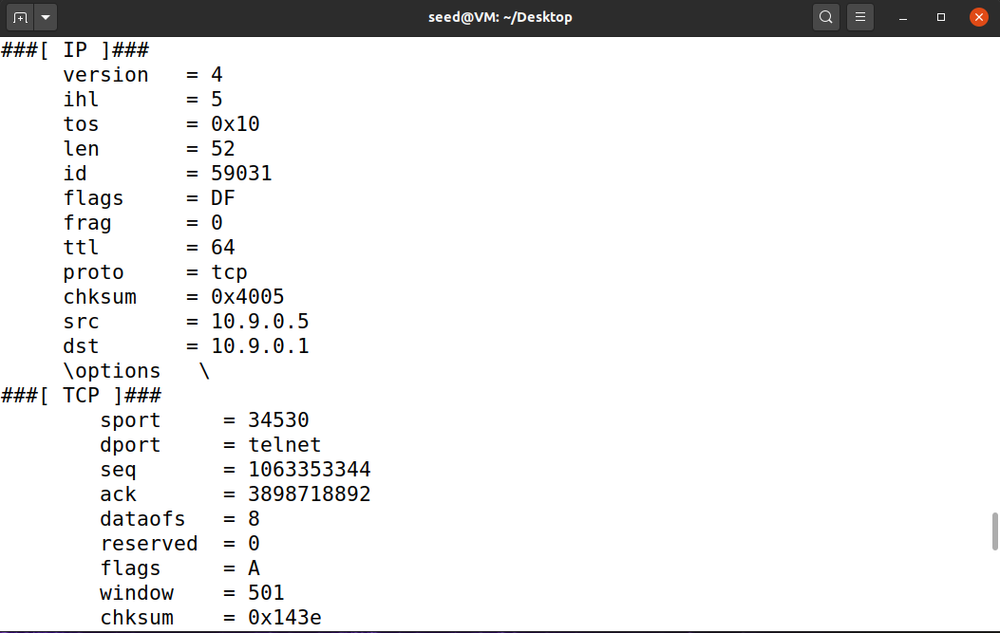 seed@VM: ~/Desktop
###[ IP ]###
     version   = 4
     ihl       = 5
     tos       = 0x10
     len       = 52
     id        = 59031
     flags     = DF
     frag      = 0
     ttl       = 64
     proto     = tcp
     chksum    = 0x4005
     src       = 10.9.0.5
     dst       = 10.9.0.1
     \options   \
###[ TCP ]###
        sport     = 34530
        dport     = telnet
        seq       = 1063353344
        ack       = 3898718892
        dataofs   = 8
        reserved  = 0
        flags     = A
        window    = 501
        chksum    = 0x143e